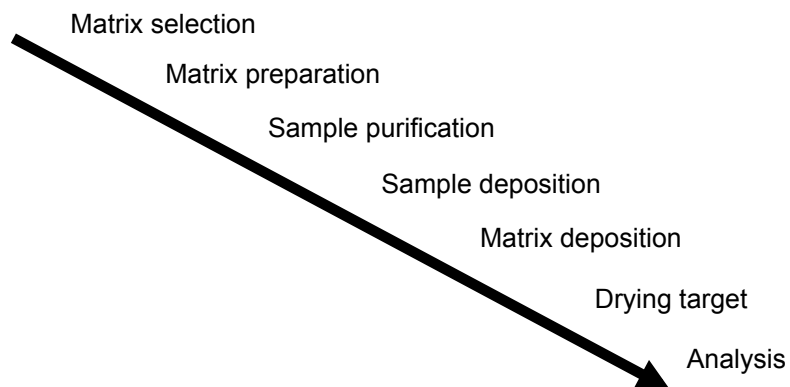 Matrix selection
Matrix preparation
Sample purification
Sample deposition
Matrix deposition
Drying target
Analysis